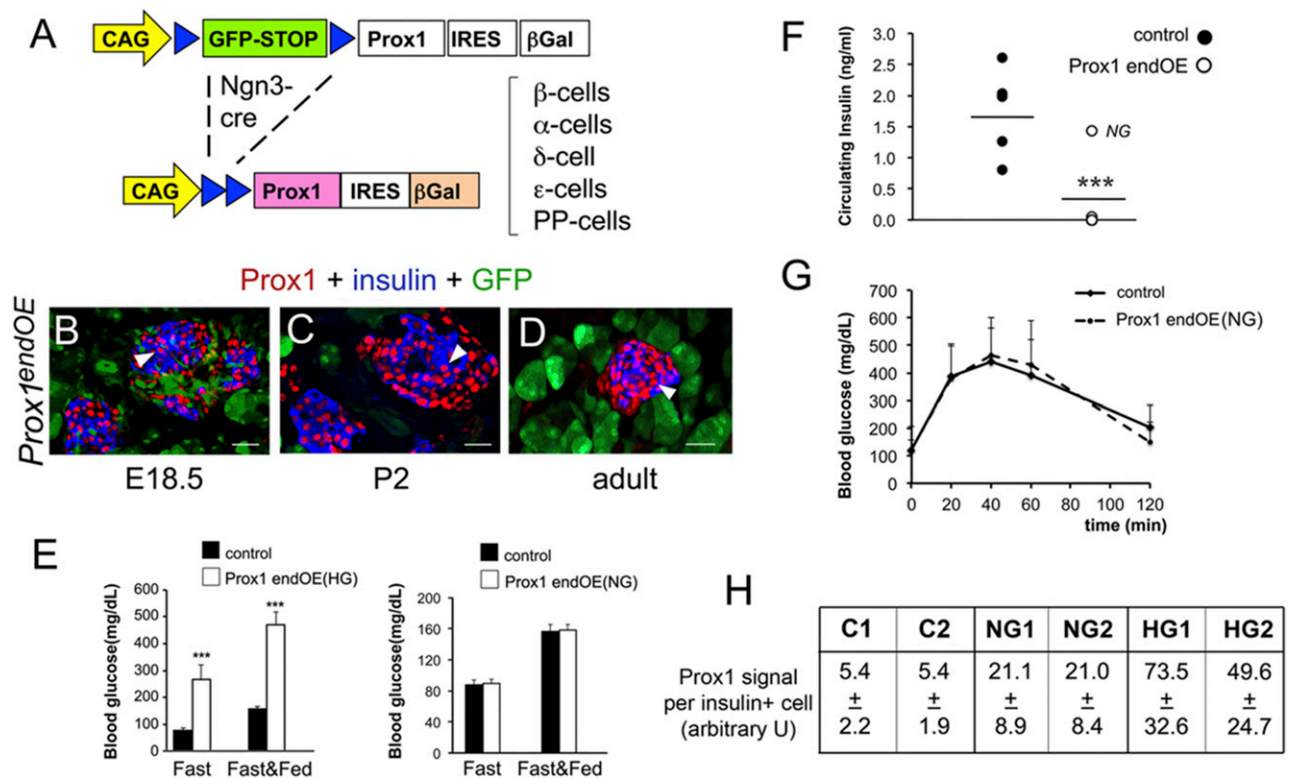 A
CAG GFP-STOP Prox1 IRES βGal
Ngn3-
cre
CAG Prox1 IRES βGal
β-cells
α-cells
δ-cell
ε-cells
PP-cells
Prox1 + insulin + GFP
Prox1endOE
B
C
D
E18.5
P2
adult
E
control
Prox1 endOE(HG)
Blood glucose(mg/dL)
600
500
400
300
200
100
0
***
***
Fast
Fast&Fed
control
Prox1 endOE(NG)
Blood glucose(mg/dL)
200
160
120
80
40
0
Fast
Fast&Fed
F
control
Prox1 endOE
Circulating Insulin (ng/ml)
3.0
2.5
2.0
1.5
1.0
0.5
0.0
NG
***
G
control
Prox1 endOE(NG)
Blood glucose (mg/dL)
700
600
500
400
300
200
100
0
0 20 40 60 80 100 120
time (min)
H
C1 C2 NG1 NG2 HG1 HG2
Prox1 signal
per insulin+ cell
(arbitrary U)
5.4 5.4 21.1 21.0 73.5 49.6
± ± ± ± ± ±
2.2 1.9 8.9 8.4 32.6 24.7